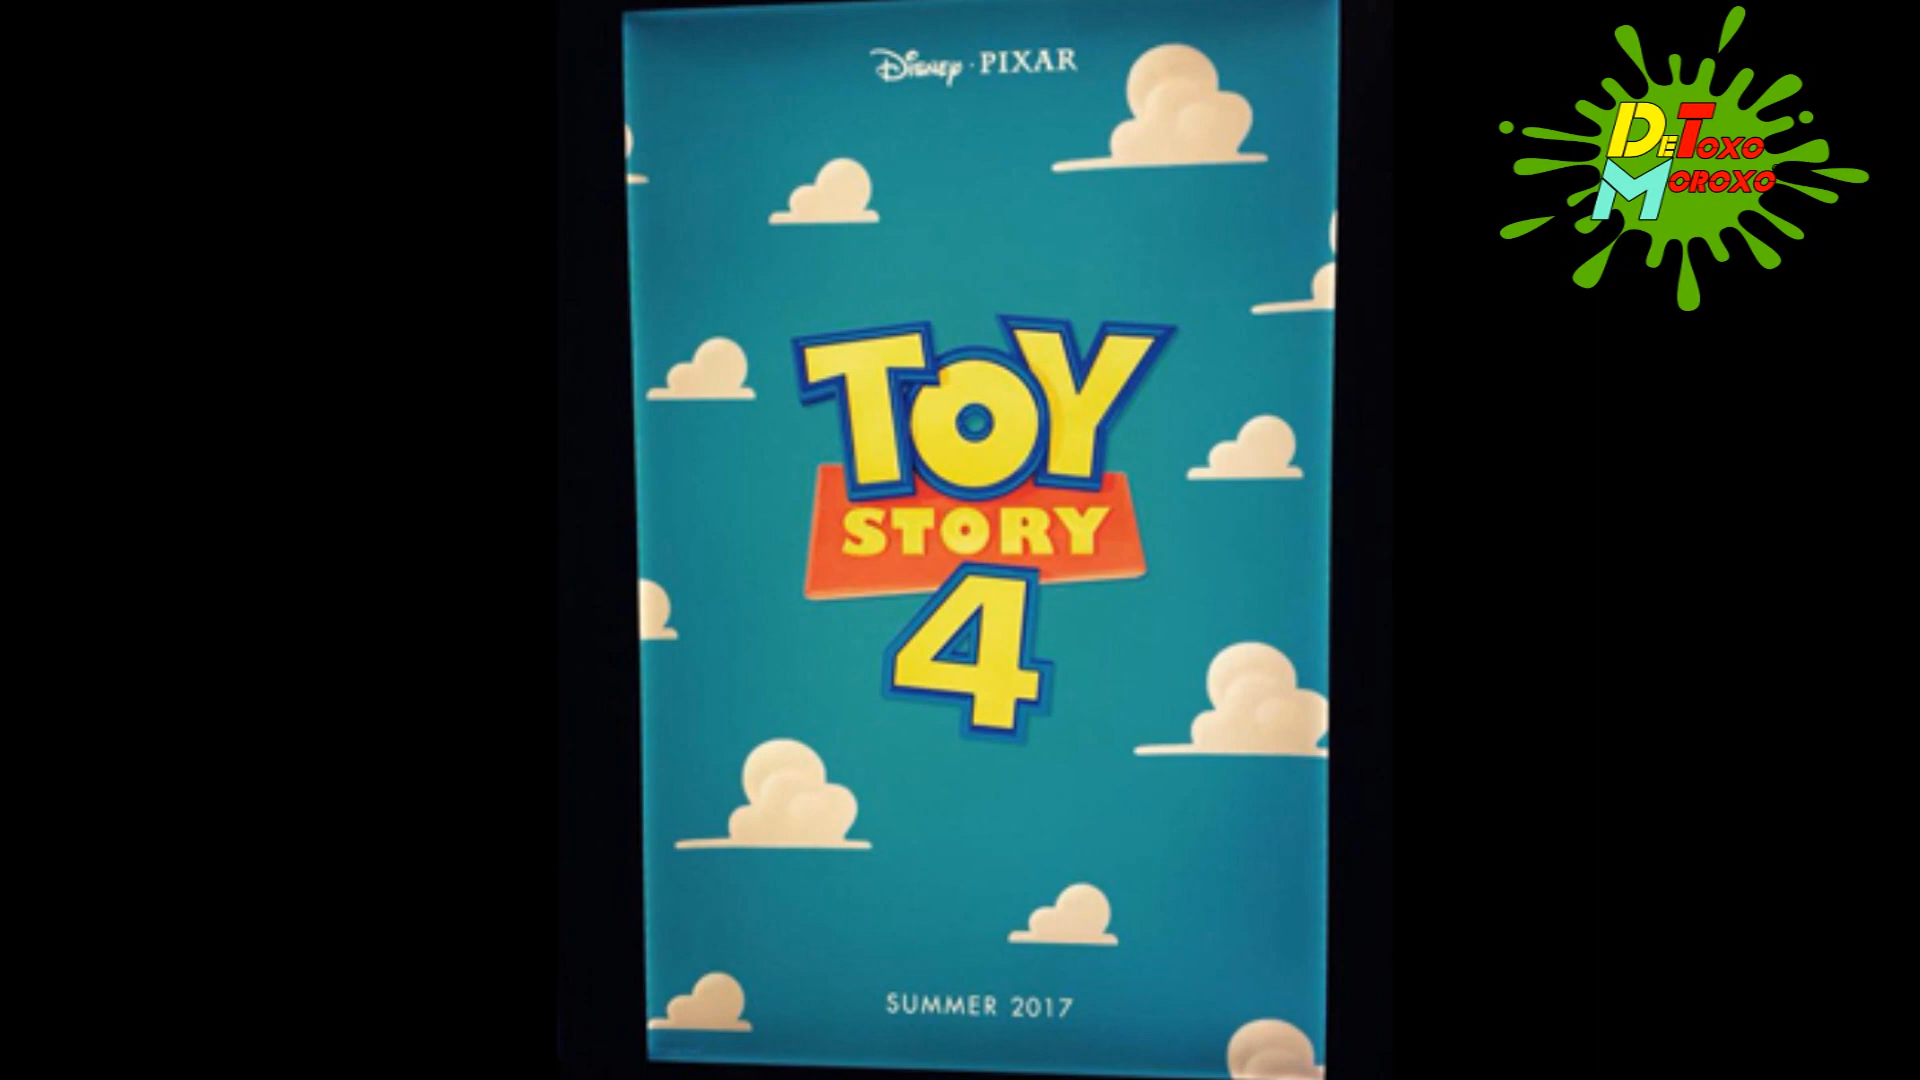 Disney · PIXAR
DeToxo
Moroxo
TOY
STORY
4
SUMMER 2017